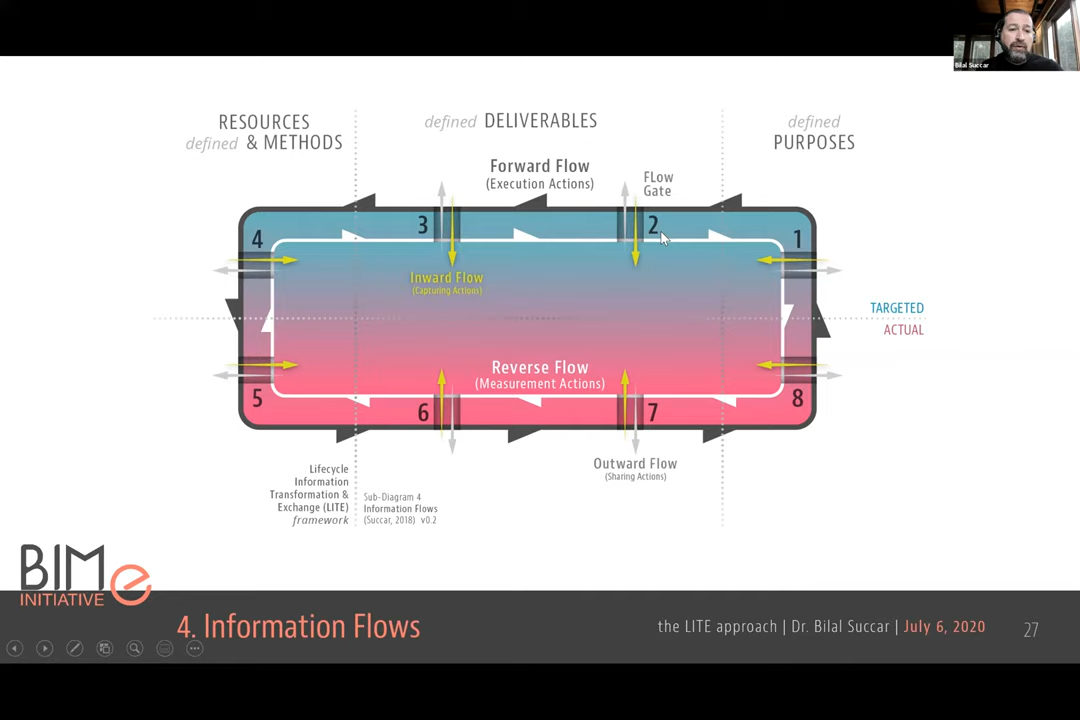 Bilal Succar
RESOURCES
defined & METHODS
defined DELIVERABLES
defined
PURPOSES
Forward Flow
(Execution Actions)
FLow
Gate
4
3
2
1
Inward Flow
(Capturing Actions)
TARGETED
ACTUAL
Reverse Flow
(Measurement Actions)
5
6
7
8
Outward Flow
(Sharing Actions)
Lifecycle
Information
Transformation &
Exchange (LITE)
framework
Sub-Diagram 4
Information Flows
(Succar, 2018) v0.2
BIMe
INITIATIVE
4. Information Flows
the LITE approach | Dr. Bilal Succar | July 6, 2020
27